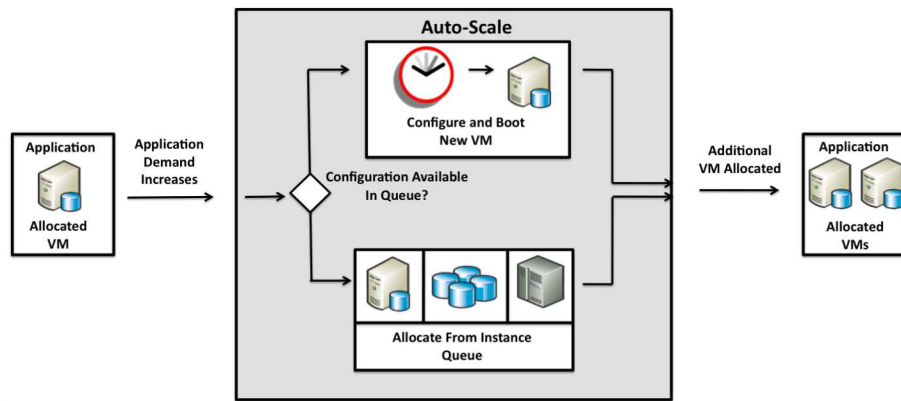 Auto-Scale
Configure and Boot
New VM
Application
Allocated
VM
Application
Demand
Increases
Configuration Available
In Queue?
Allocate From Instance
Queue
Additional
VM Allocated
Application
Allocated
VMs